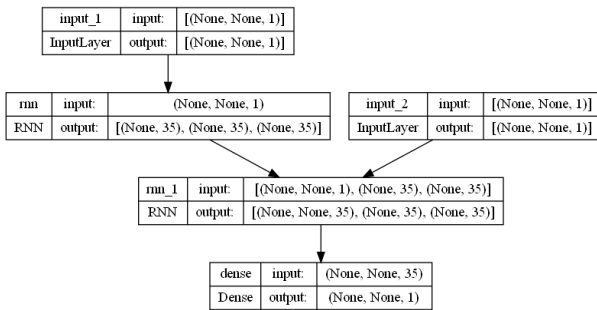 input_1 input: [(None, None, 1)]
InputLayer output: [(None, None, 1)]
rnn input: (None, None, 1)
RNN output: [(None, 35), (None, 35), (None, 35)]
input_2 input: [(None, None, 1)]
InputLayer output: [(None, None, 1)]
rnn_1 input: [(None, None, 1), (None, 35), (None, 35)]
RNN output: [(None, None, 35), (None, 35), (None, 35)]
dense input: (None, None, 35)
Dense output: (None, None, 1)